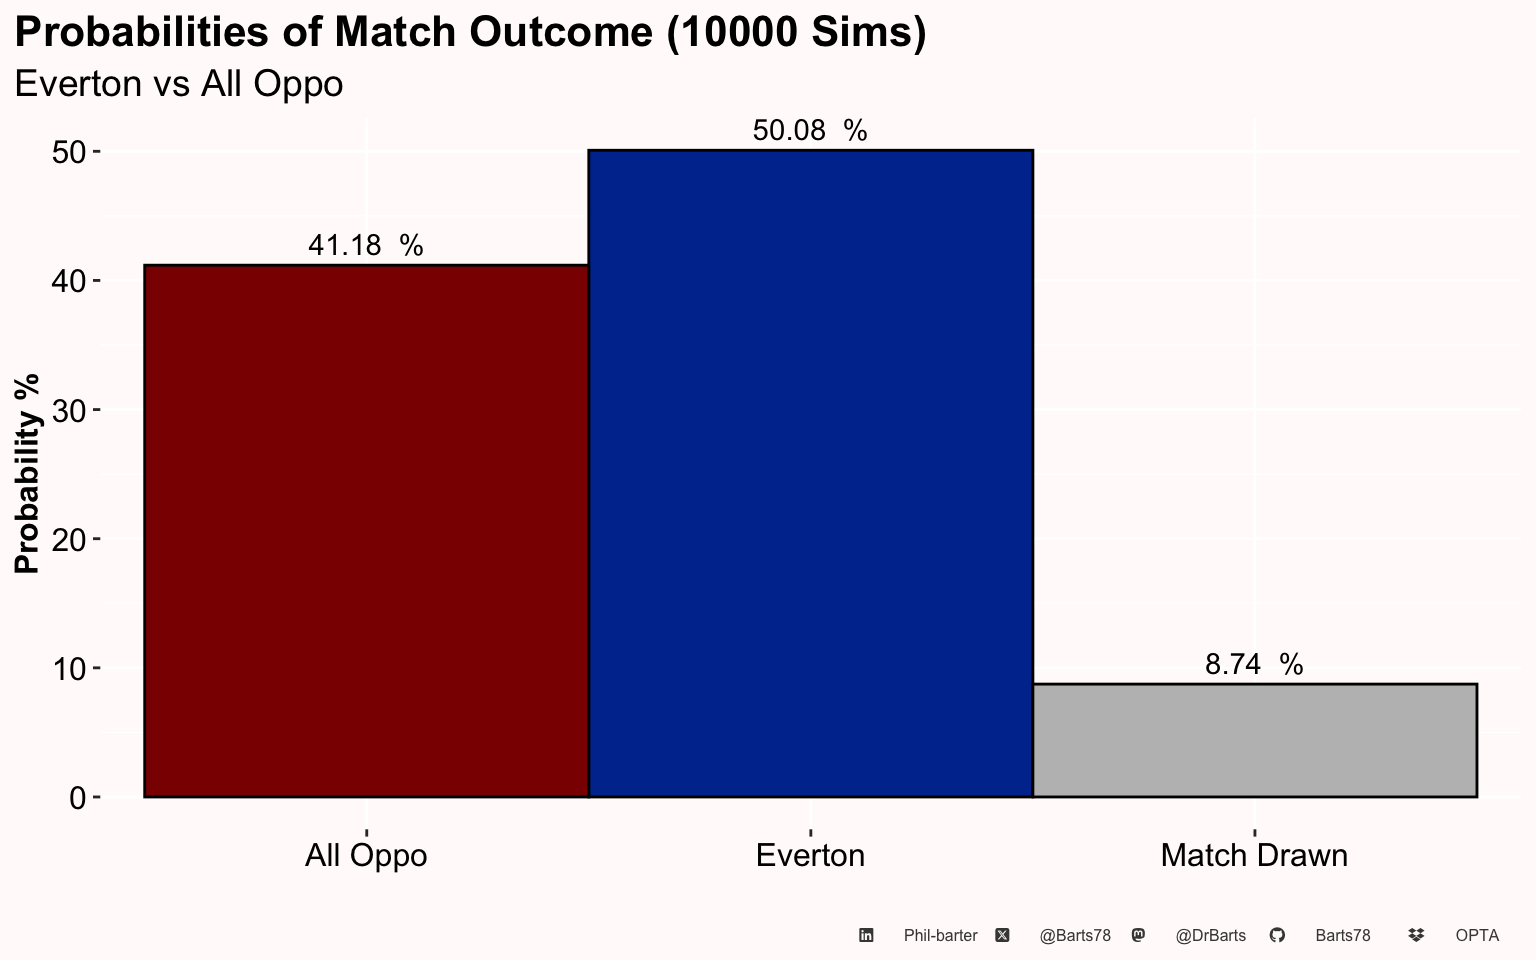 Probabilities of Match Outcome (10000 Sims)
Everton vs All Oppo
50.08 %
50
41.18 %
40
30
Probability %
20
8.74 %
10
0
All Oppo Everton Match Drawn
Phil-barter @Barts78 @DrBarts Barts78 OPTA